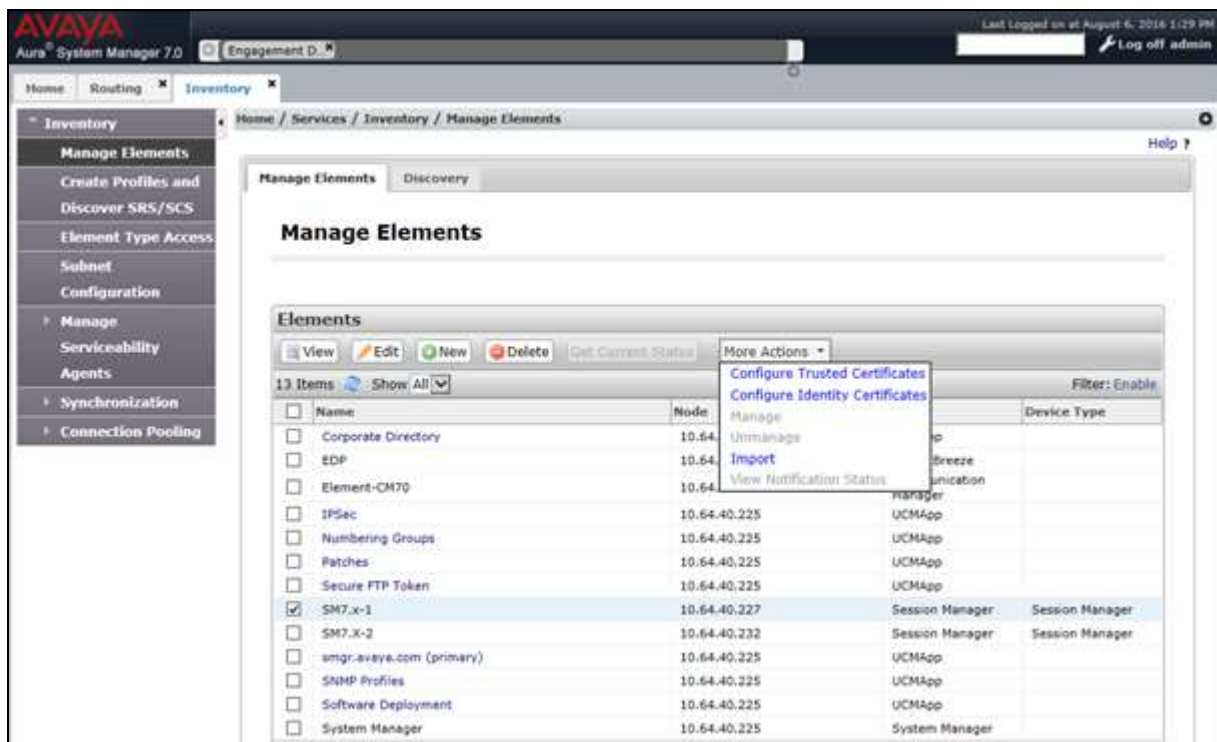 AVAYA
Last Logged on at August 6, 2016 1:29 PM
Aura® System Manager 7.0
Engagement D...
Log off admin
Home Routing Inventory
Inventory
Manage Elements
Create Profiles and
Discover SRS/SCS
Element Type Access
Subnet
Configuration
Manage
Serviceability
Agents
Synchronization
Connection Pooling
Home / Services / Inventory / Manage Elements
Help ?
Manage Elements Discovery
Manage Elements
Elements
View Edit New Delete Get Current Status More Actions
Configure Trusted Certificates
Configure Identity Certificates
Manage
Unmanage
Import
View Notification Status
13 Items Show All Filter: Enable
Name Node Device Type
Corporate Directory 10.64.
EDP 10.64. Breeze
Element-CM70 10.64. Manager
IPSec 10.64.40.225 UCMApp
Numbering Groups 10.64.40.225 UCMApp
Patches 10.64.40.225 UCMApp
Secure FTP Token 10.64.40.225 UCMApp
SM7.x-1 10.64.40.227 Session Manager Session Manager
SM7.X-2 10.64.40.232 Session Manager Session Manager
smgr.avaya.com (primary) 10.64.40.225 UCMApp
SNMP Profiles 10.64.40.225 UCMApp
Software Deployment 10.64.40.225 UCMApp
System Manager 10.64.40.225 System Manager